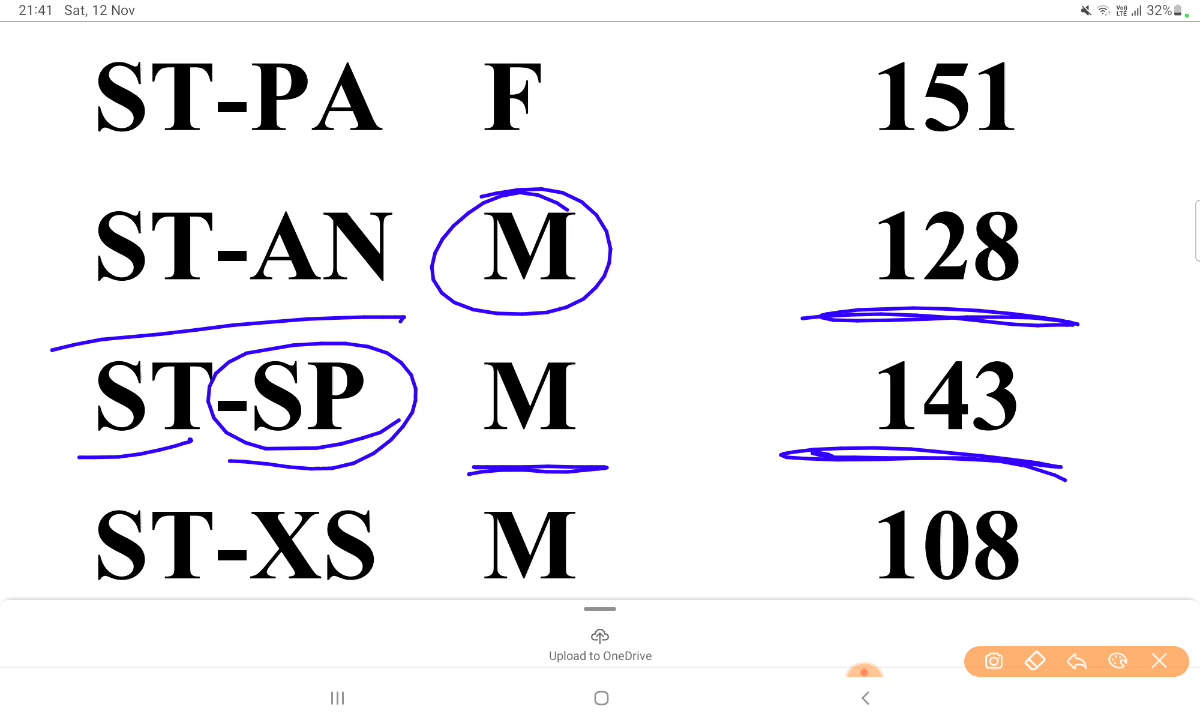 21:41 Sat, 12 Nov 32%
ST-PA F 151
ST-AN M 128
ST-SP M 143
ST-XS M 108
Upload to OneDrive